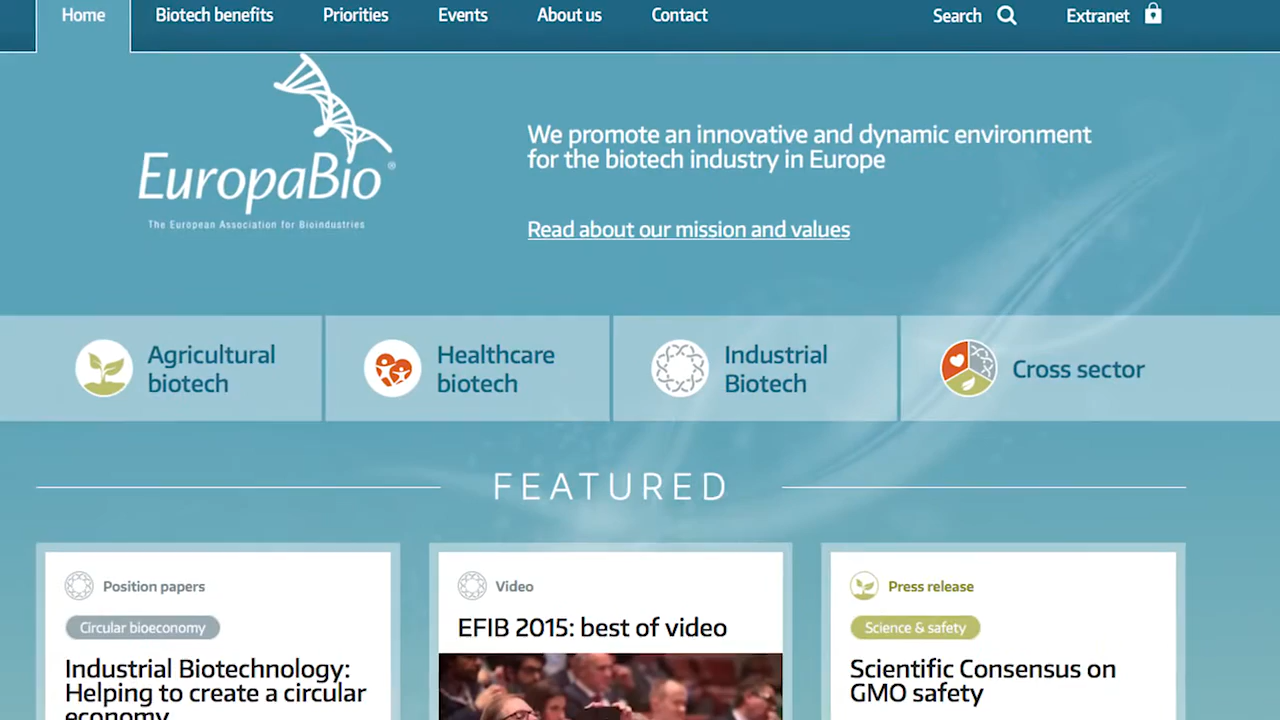 Home Biotech benefits Priorities Events About us Contact Search Extranet
EuropaBio®
The European Association for Bioindustries
We promote an innovative and dynamic environment
for the biotech industry in Europe
Read about our mission and values
Agricultural
biotech
Healthcare
biotech
Industrial
Biotech
Cross sector
FEATURED
Position papers
Circular bioeconomy
Industrial Biotechnology:
Helping to create a circular
economy
Video
EFIB 2015: best of video
Press release
Science & safety
Scientific Consensus on
GMO safety